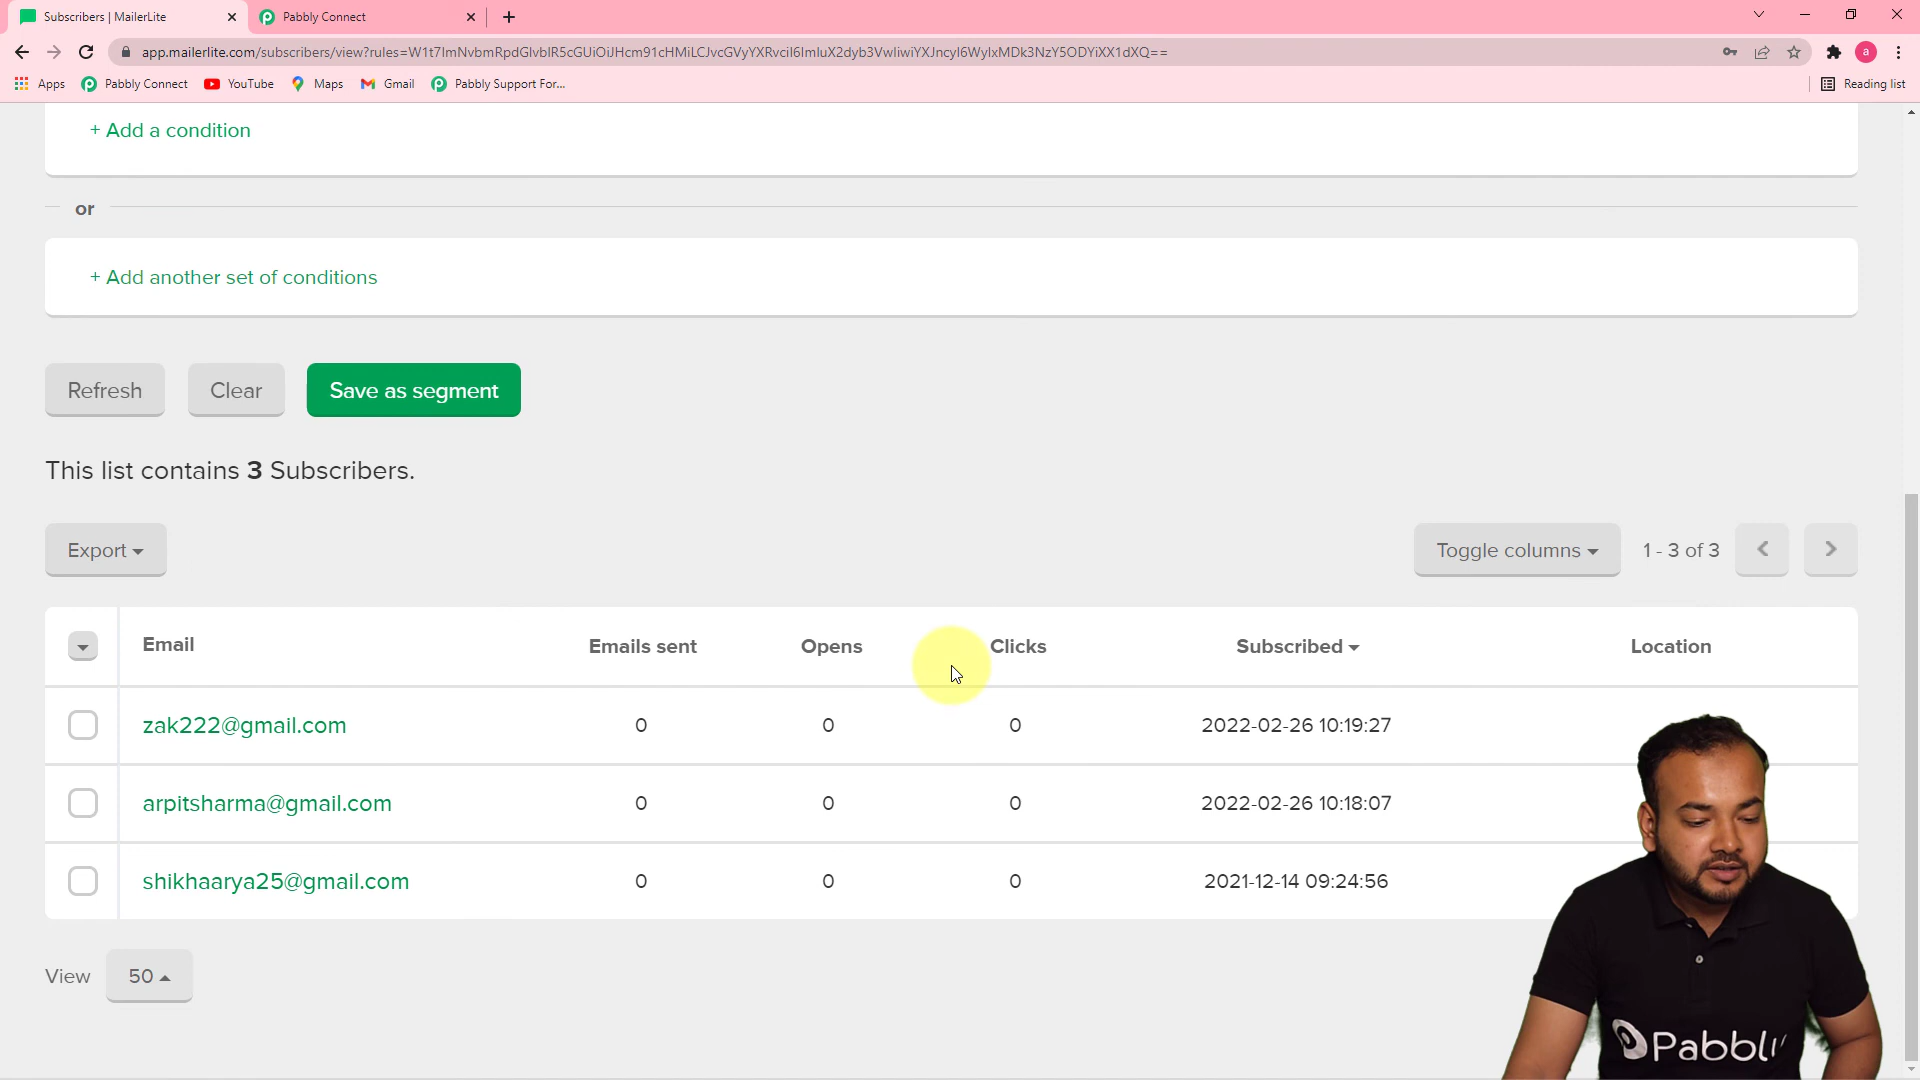 Subscribers | MailerLite
Pabbly Connect
app.mailerlite.com/subscribers/view?rules=W1t7ImNvbmRpdGlvblR5cGUiOiJHcm91cHMiLCJvcGVyYXRvciI6ImluX2dyb3VwIiwiYXJncyI6WyIxMDk3NzY5ODYiXX1dXQ==
a
Apps
Pabbly Connect
YouTube
Maps
Gmail
Pabbly Support For...
Reading list
+ Add a condition
or
+ Add another set of conditions
Refresh
Clear
Save as segment
This list contains 3 Subscribers.
Export
Toggle columns
1 - 3 of 3
Email Emails sent Opens Clicks Subscribed Location
zak222@gmail.com 0 0 0 2022-02-26 10:19:27
arpitsharma@gmail.com 0 0 0 2022-02-26 10:18:07
shikhaarya25@gmail.com 0 0 0 2021-12-14 09:24:56
View 50
Pabbly